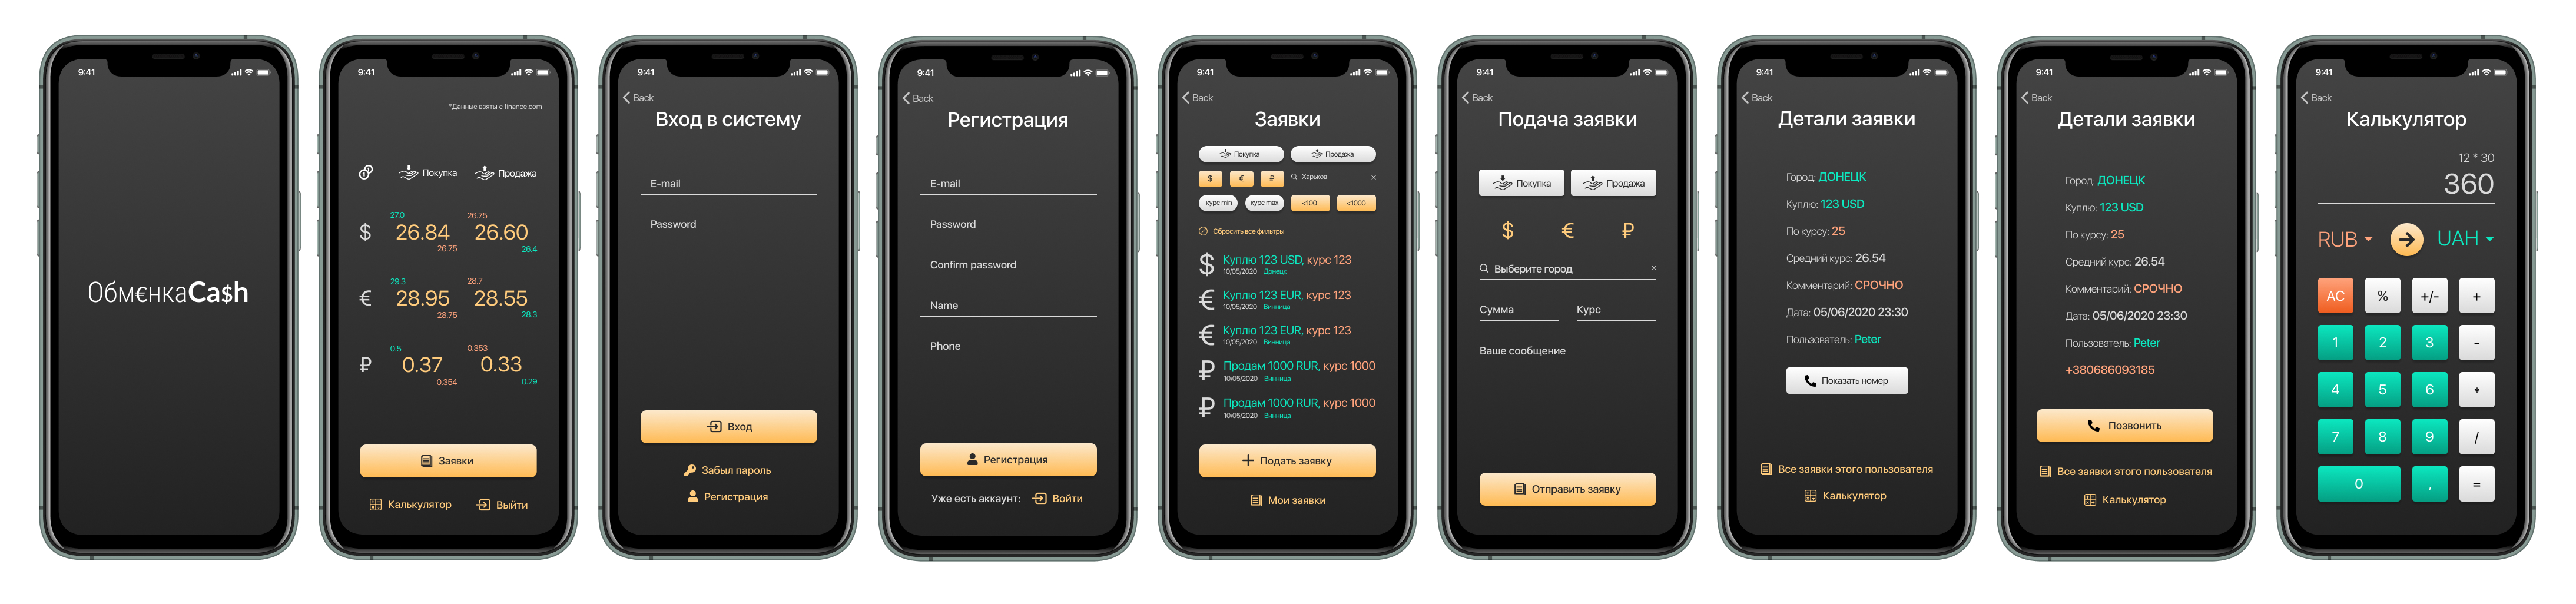 9:41
Обм€нкаCa$h
9:41
*Данные взяты с finance.com
Покупка Продажа
27.0 26.75
$ 26.84 26.60
26.75 26.4
29.3 28.7
€ 28.95 28.55
28.75 28.3
0.5 0.353
₽ 0.37 0.33
0.354 0.29
Заявки
Калькулятор Выйти
9:41
Back
Вход в систему
E-mail
Password
Вход
Забыл пароль
Регистрация
9:41
Back
Регистрация
E-mail
Password
Confirm password
Name
Phone
Регистрация
Уже есть аккаунт: Войти
9:41
Back
Заявки
Покупка Продажа
$ € ₽ Харьков ×
курс min курс max <100 <1000
Сбросить все фильтры
$ Куплю 123 USD, курс 123
10/05/2020 Донецк
€ Куплю 123 EUR, курс 123
10/05/2020 Винница
€ Куплю 123 EUR, курс 123
10/05/2020 Винница
₽ Продам 1000 RUR, курс 1000
10/05/2020 Винница
₽ Продам 1000 RUR, курс 1000
10/05/2020 Винница
Подать заявку
Мои заявки
9:41
Back
Подача заявки
Покупка Продажа
$ € ₽
Выберите город ×
Сумма Курс
Ваше сообщение
Отправить заявку
9:41
Back
Детали заявки
Город: ДОНЕЦК
Куплю: 123 USD
По курсу: 25
Средний курс: 26.54
Комментарий: СРОЧНО
Дата: 05/06/2020 23:30
Пользователь: Peter
Показать номер
Все заявки этого пользователя
Калькулятор
9:41
Back
Детали заявки
Город: ДОНЕЦК
Куплю: 123 USD
По курсу: 25
Средний курс: 26.54
Комментарий: СРОЧНО
Дата: 05/06/2020 23:30
Пользователь: Peter
+380686093185
Позвонить
Все заявки этого пользователя
Калькулятор
9:41
Back
Калькулятор
12 * 30
360
RUB UAH
AC % +/- +
1 2 3 -
4 5 6 *
7 8 9 /
0 , =